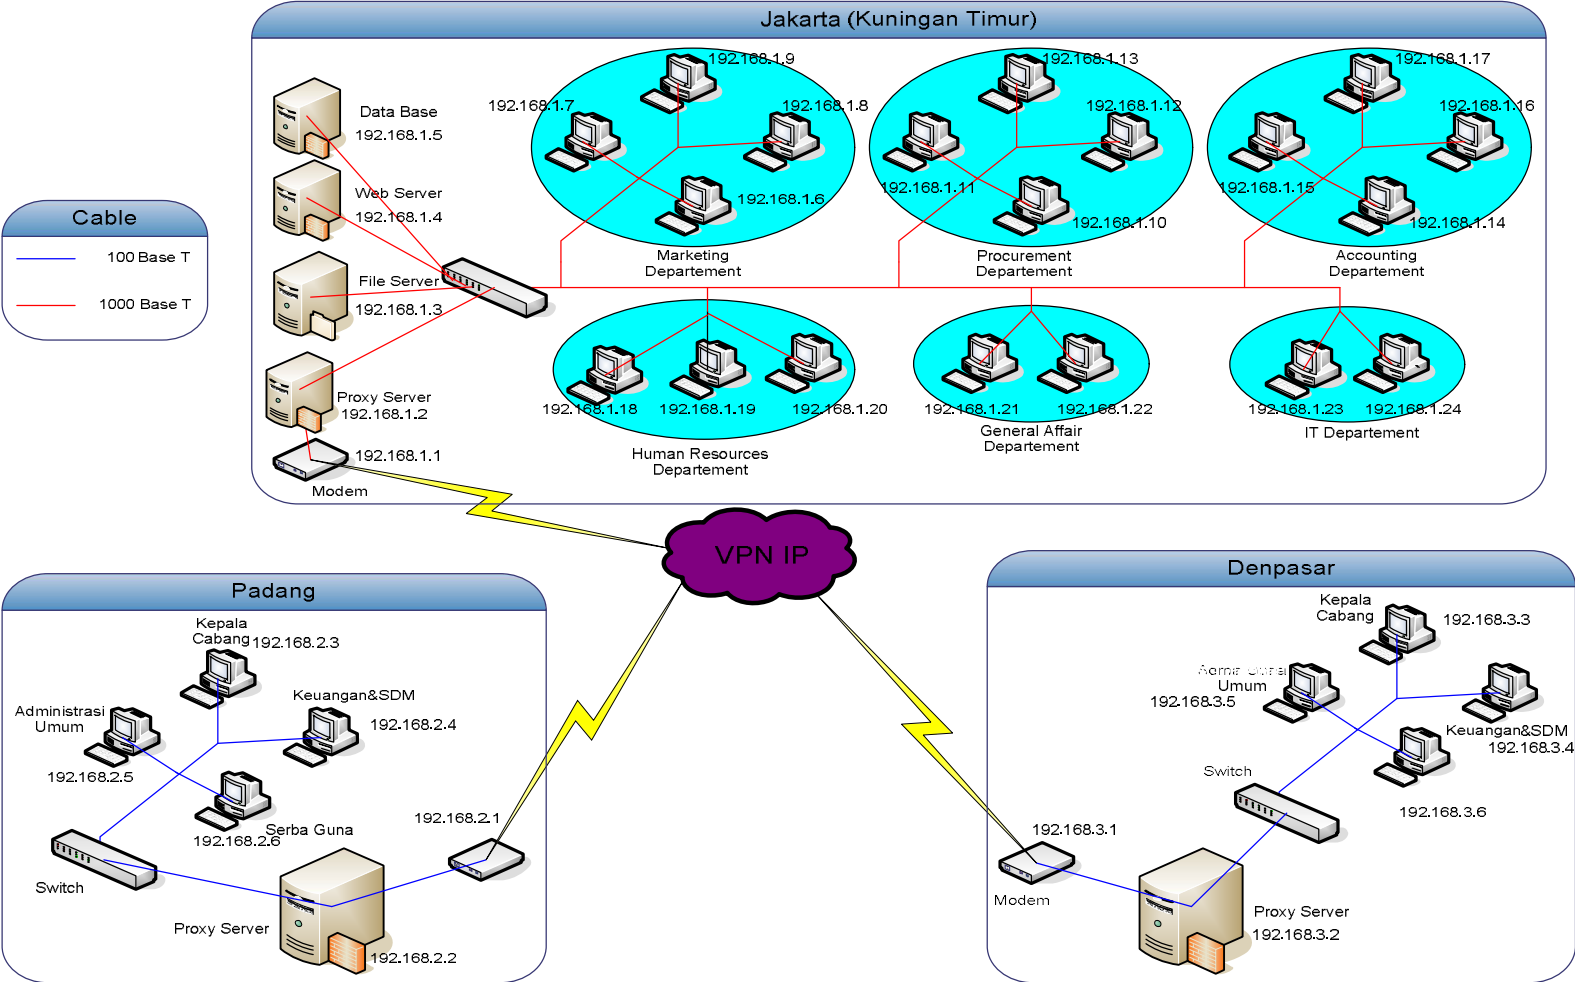 Jakarta (Kuningan Timur)
192.168.1.9
192.168.1.7
192.168.1.8
192.168.1.6
Marketing
Departement
192.168.1.13
192.168.1.12
192.168.1.11
192.168.1.10
Procurement
Departement
192.168.1.17
192.168.1.16
192.168.1.15
192.168.1.14
Accounting
Departement
Data Base
192.168.1.5
Web Server
192.168.1.4
File Server
192.168.1.3
Proxy Server
192.168.1.2
192.168.1.1
Modem
192.168.1.18
192.168.1.19
192.168.1.20
Human Resources
Departement
192.168.1.21
192.168.1.22
General Affair
Departement
192.168.1.23
192.168.1.24
IT Departement
Cable
100 Base T
1000 Base T
VPN IP
Padang
Kepala
Cabang
192.168.2.3
Keuangan&SDM
192.168.2.4
Administrasi
Umum
192.168.2.5
Serba Guna
192.168.2.6
Switch
192.168.2.1
Proxy Server
192.168.2.2
Denpasar
Kepala
Cabang
192.168.3.3
Umum
192.168.3.5
Keuangan&SDM
192.168.3.4
192.168.3.6
Switch
192.168.3.1
Modem
Proxy Server
192.168.3.2